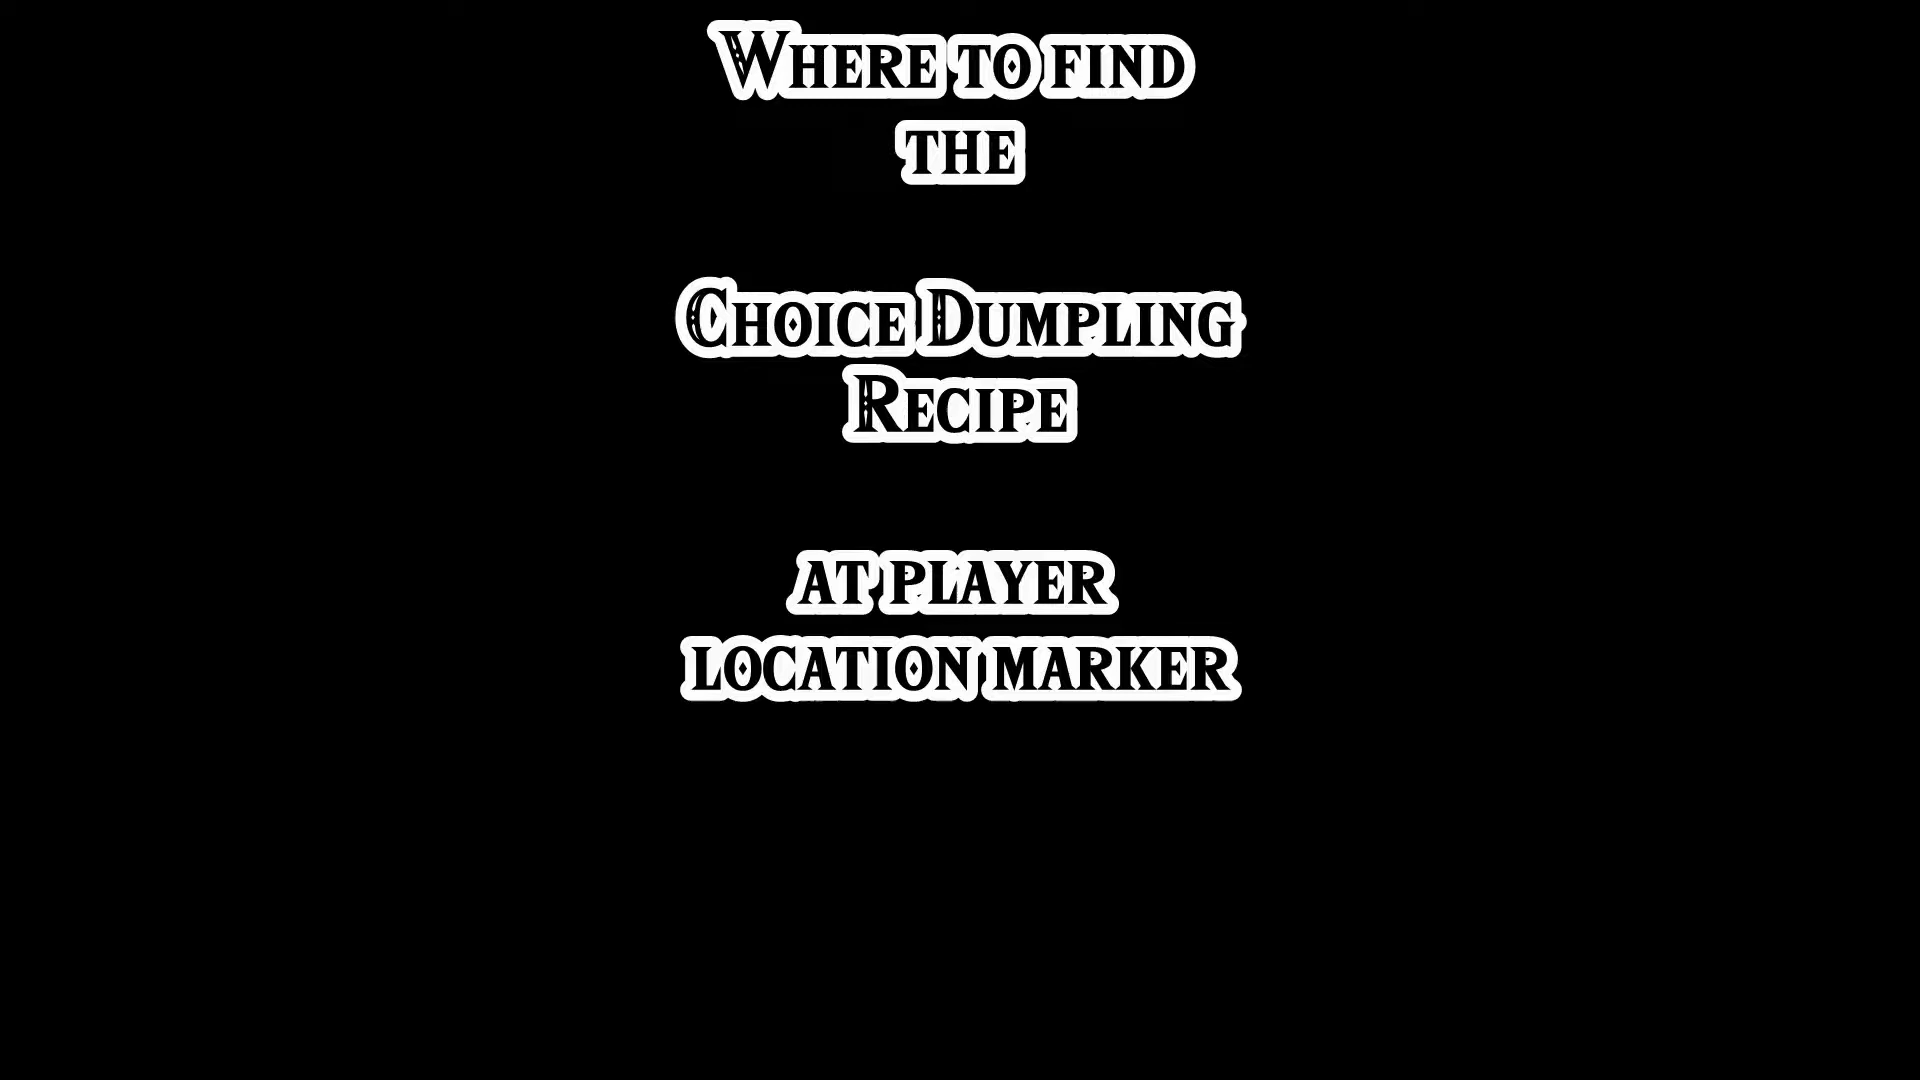 Where to find
the
Choice Dumpling
Recipe
at player
location marker